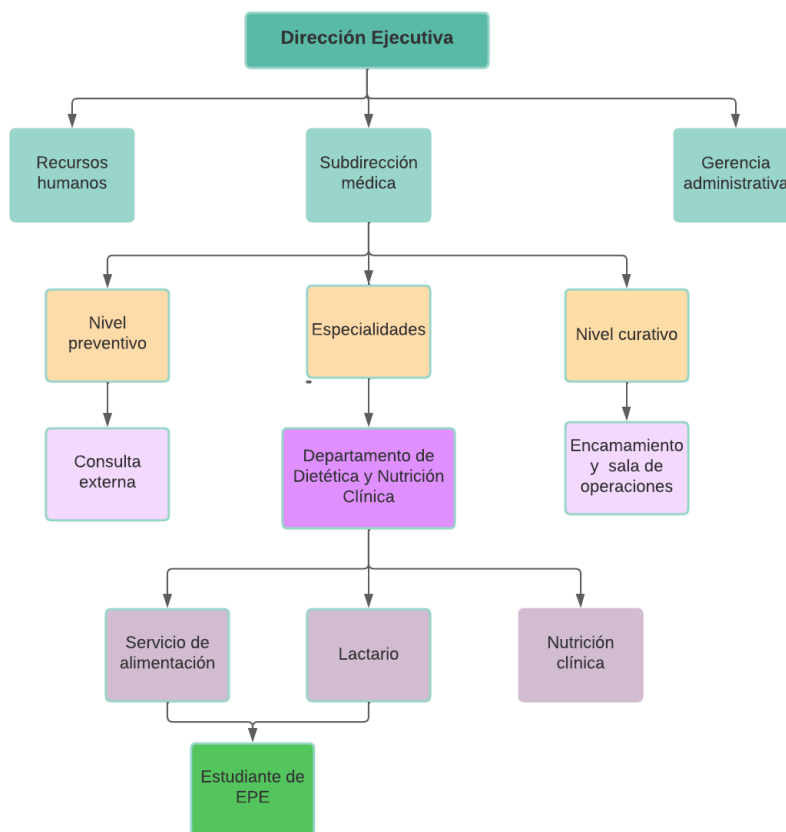 Dirección Ejecutiva
Recursos
humanos
Subdirección
médica
Gerencia
administrativa
Nivel
preventivo
Especialidades
Nivel curativo
Consulta
externa
Departamento de
Dietética y Nutrición
Clínica
Encamamiento
y sala de
operaciones
Servicio de
alimentación
Lactario
Nutrición
clínica
Estudiante de
EPE